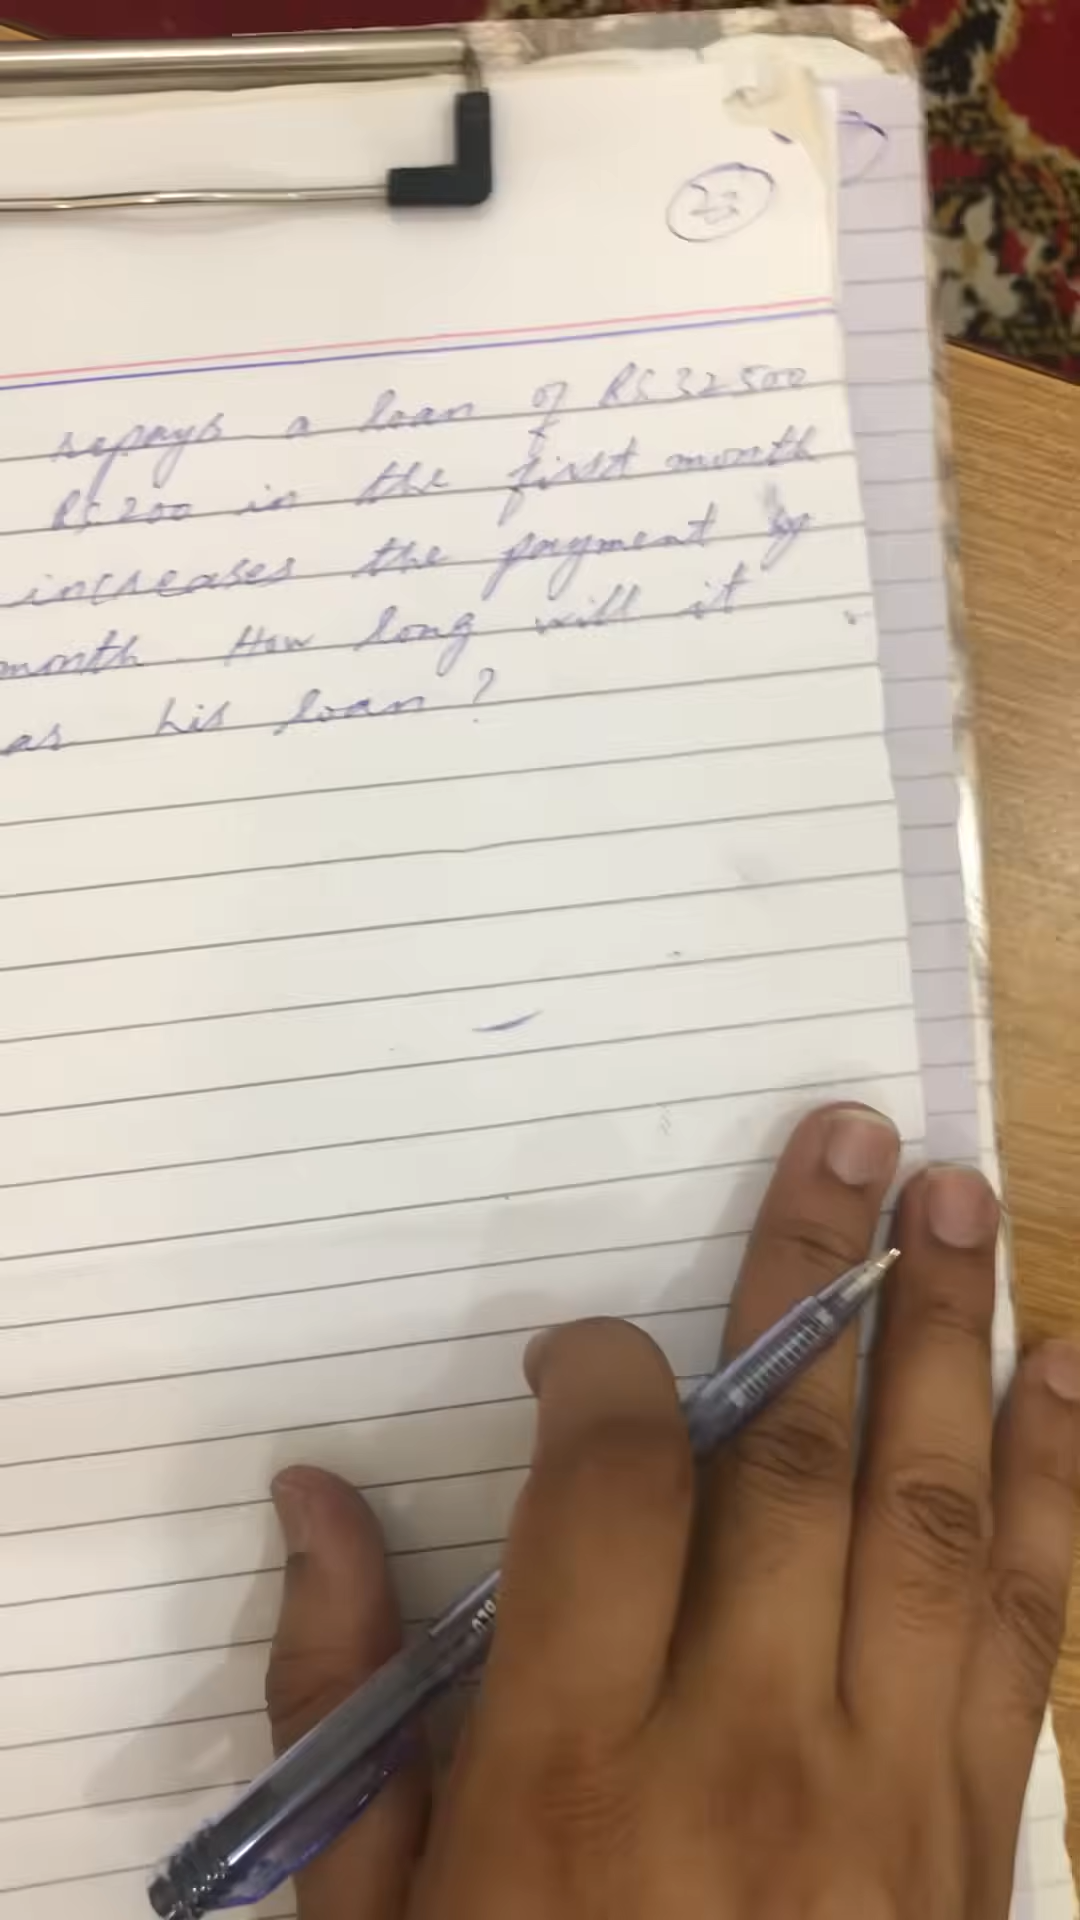 repays a loan of Rs 32500
Rs 200 in the first month
increases the payment by
month. How long will it
his loan ?